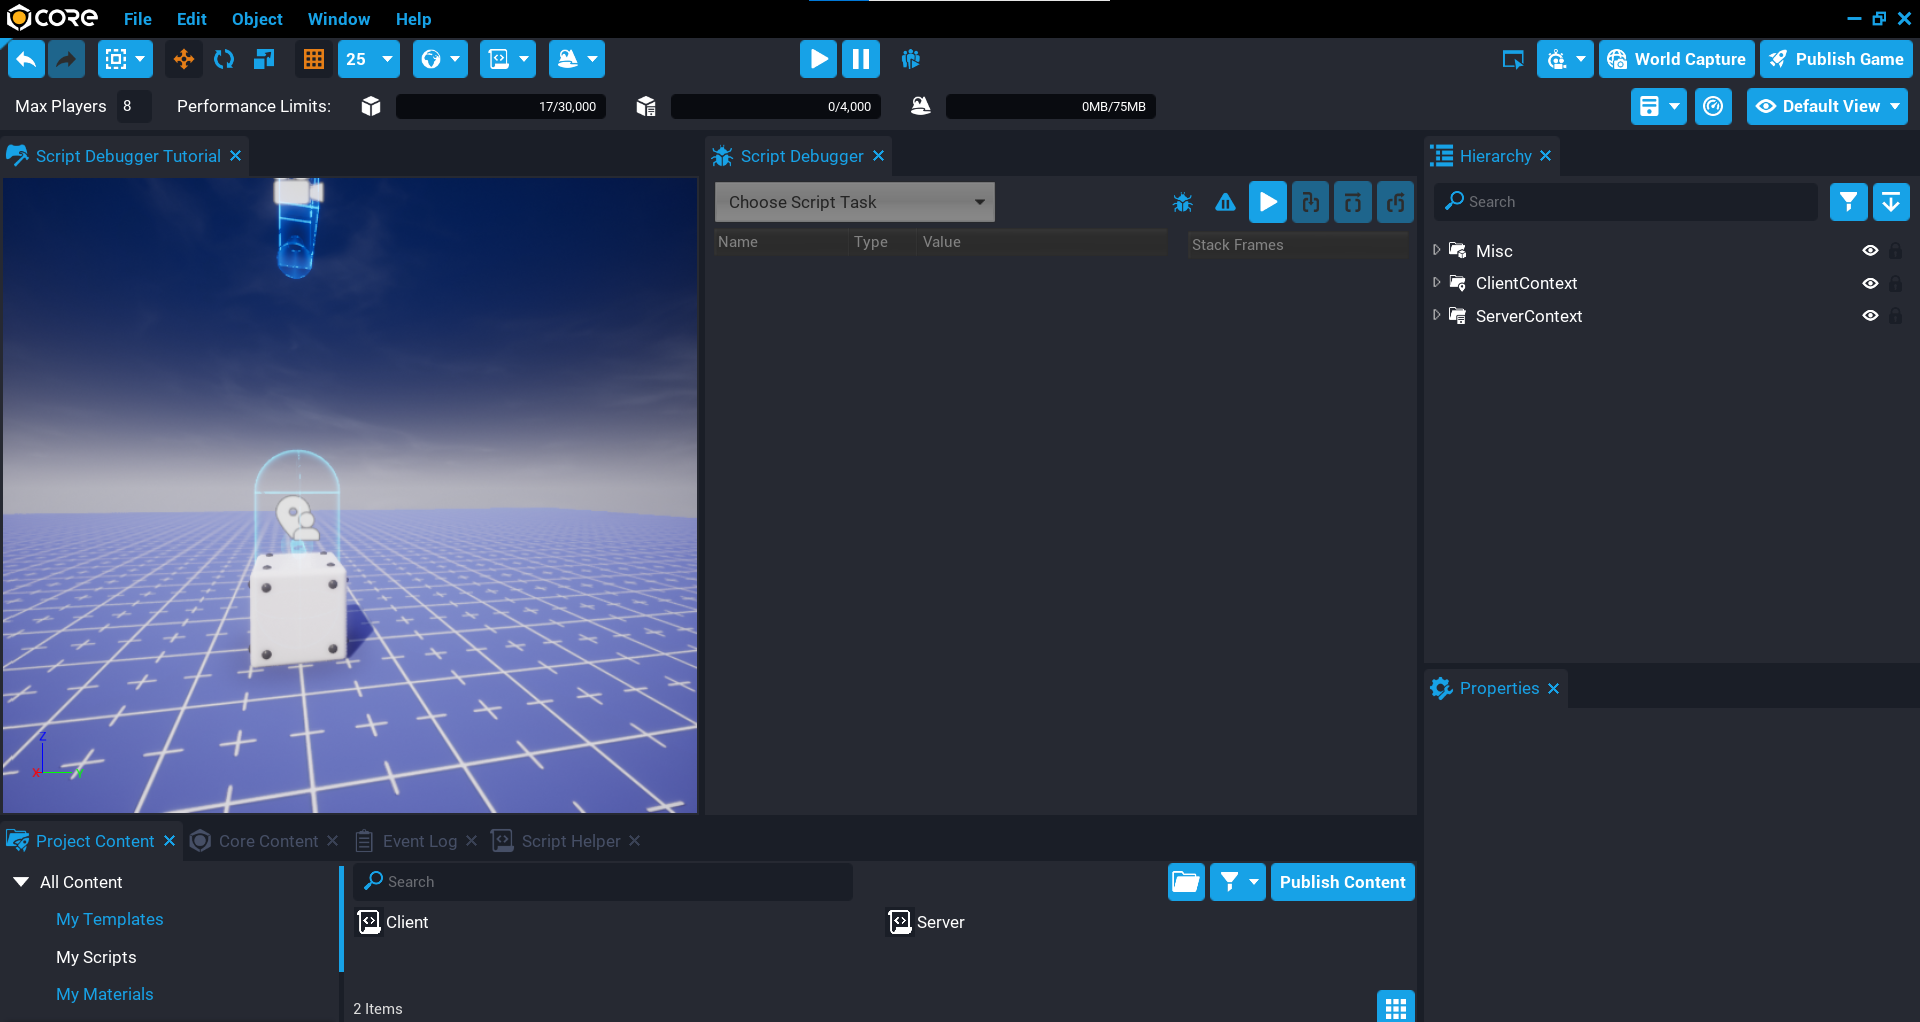 CORE File Edit Object Window Help
25 World Capture Publish Game
Max Players 8 Performance Limits: 17/30,000 0/4,000 0MB/75MB Default View
Script Debugger Tutorial
Script Debugger
Choose Script Task
Name Type Value Stack Frames
Hierarchy
Search
Misc
ClientContext
ServerContext
Properties
Z
X Y
Project Content Core Content Event Log Script Helper
All Content
My Templates
My Scripts
My Materials
Search Publish Content
Client Server
2 Items